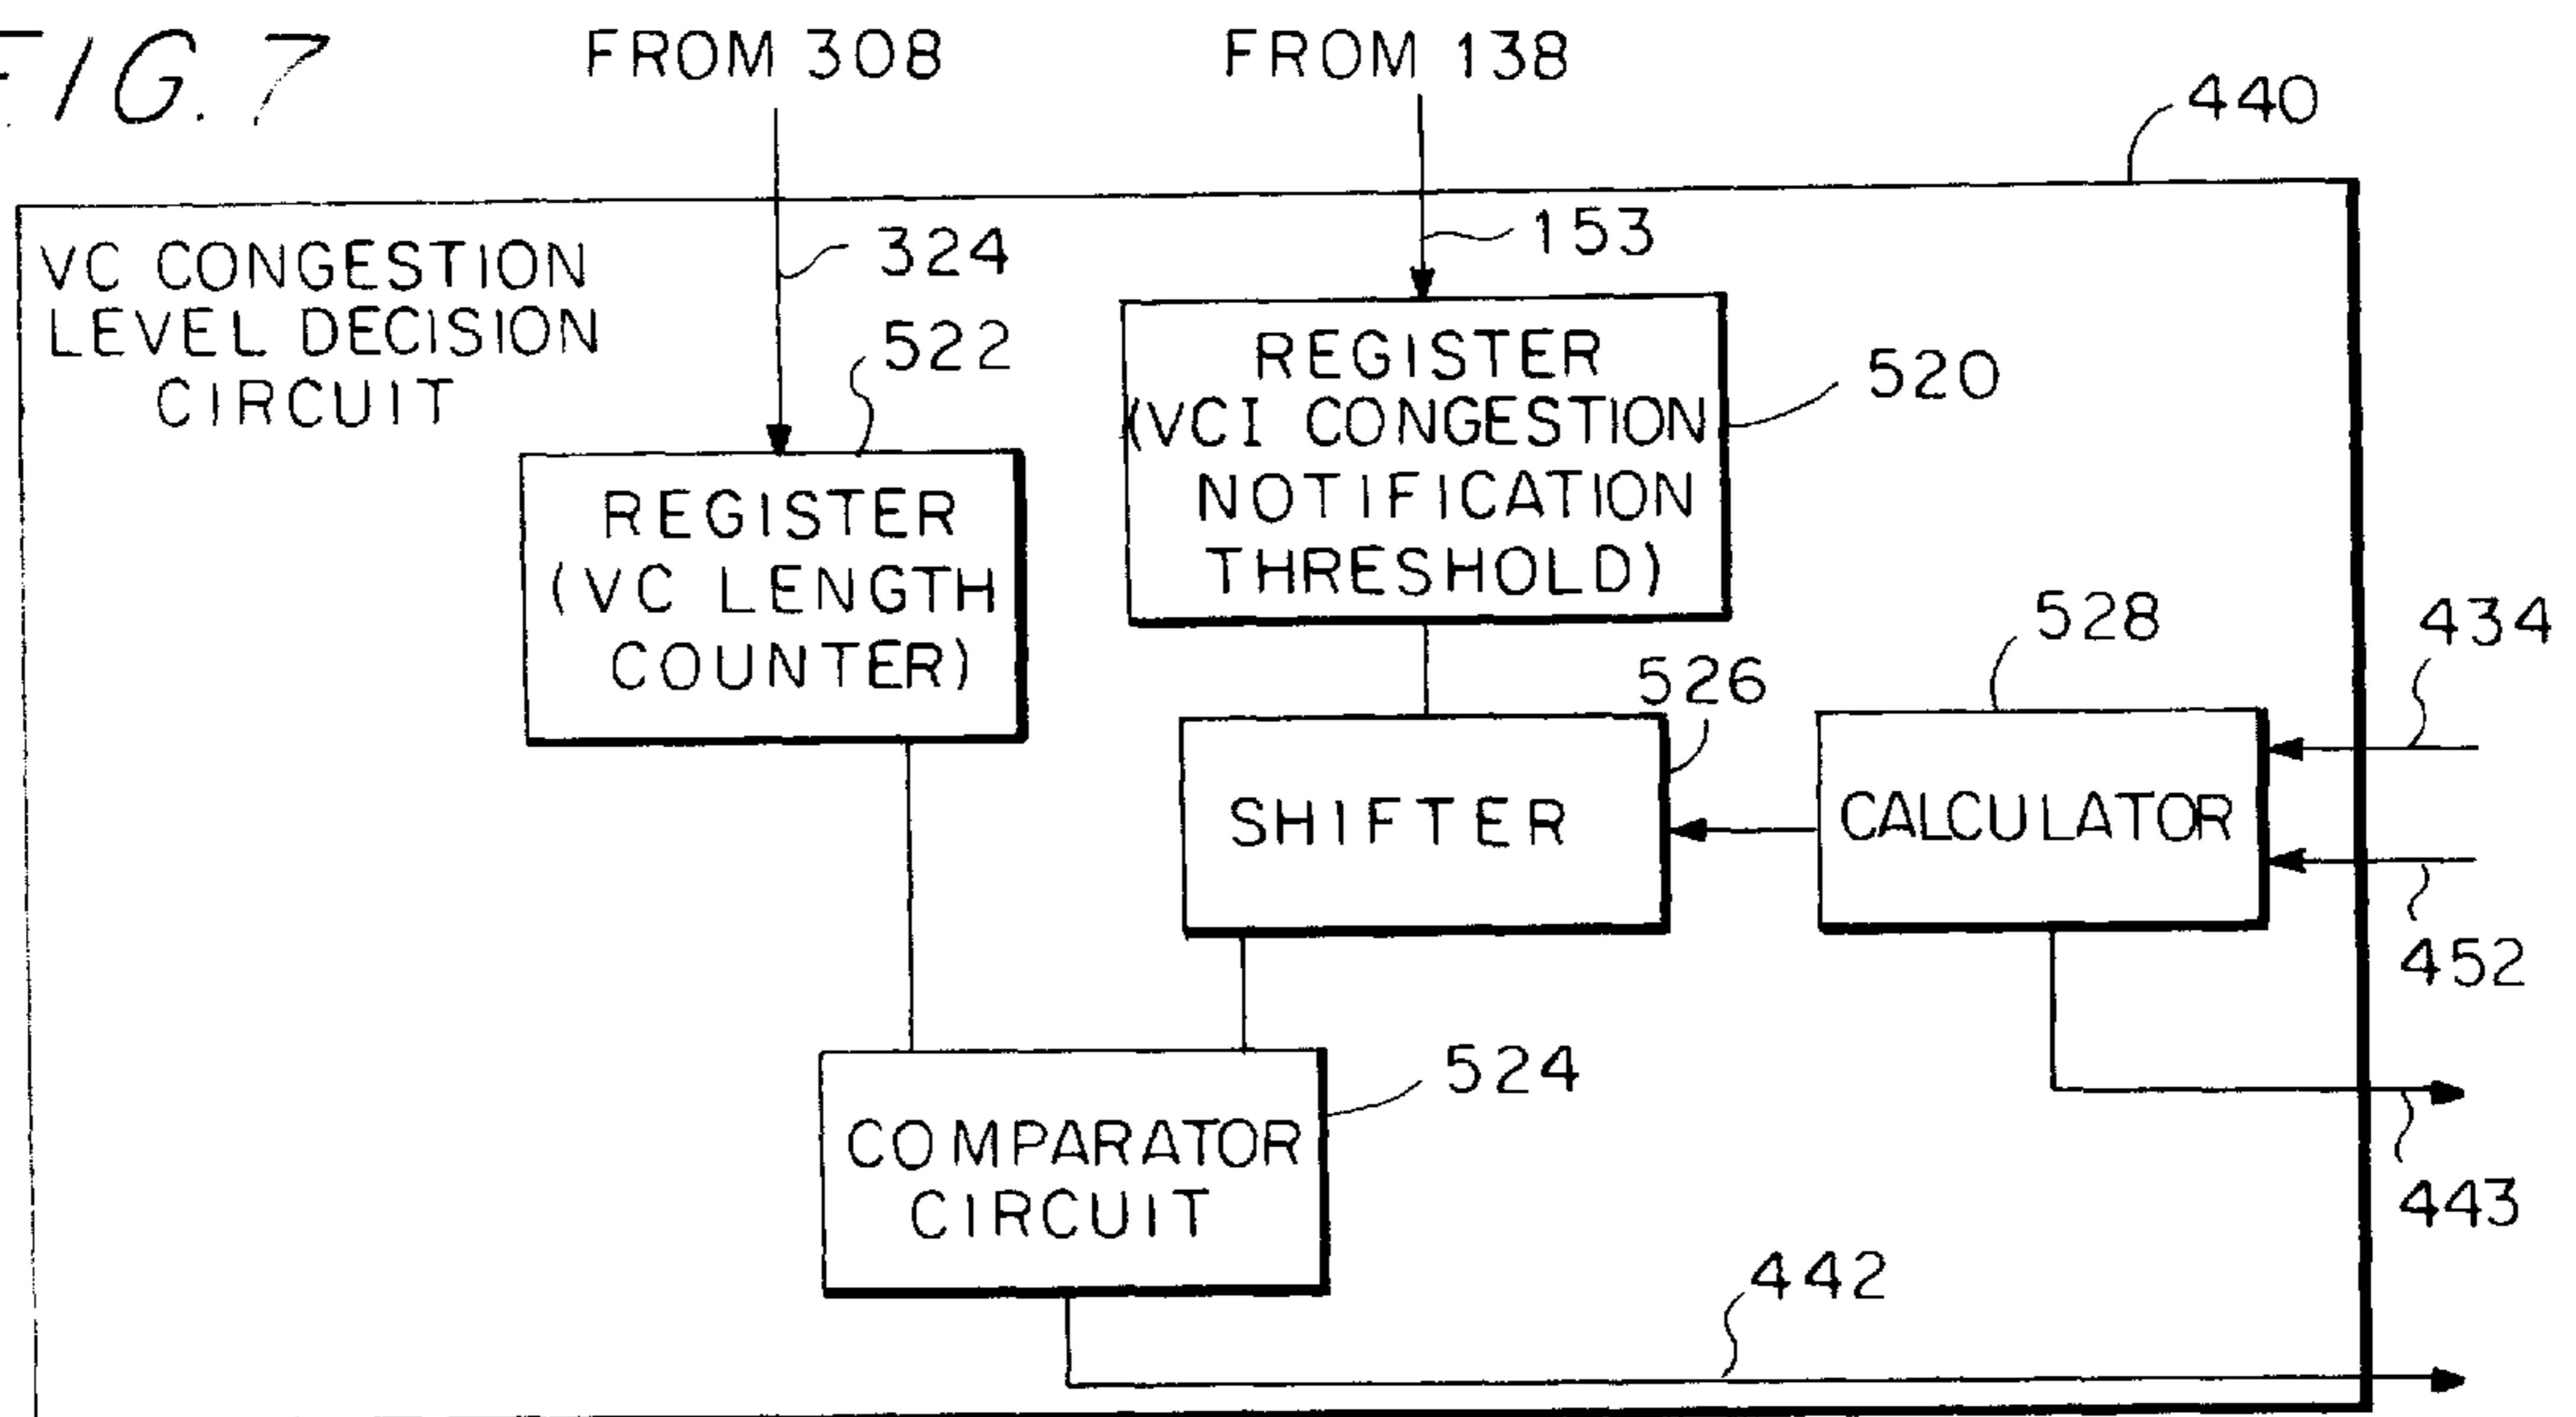 FIG. 7
FROM 308
FROM 138
440
VC CONGESTION
LEVEL DECISION
CIRCUIT
324
153
522
520
REGISTER
(VCI CONGESTION
NOTIFICATION
THRESHOLD)
REGISTER
(VC LENGTH
COUNTER)
528
434
526
SHIFTER
CALCULATOR
452
524
COMPARATOR
CIRCUIT
443
442